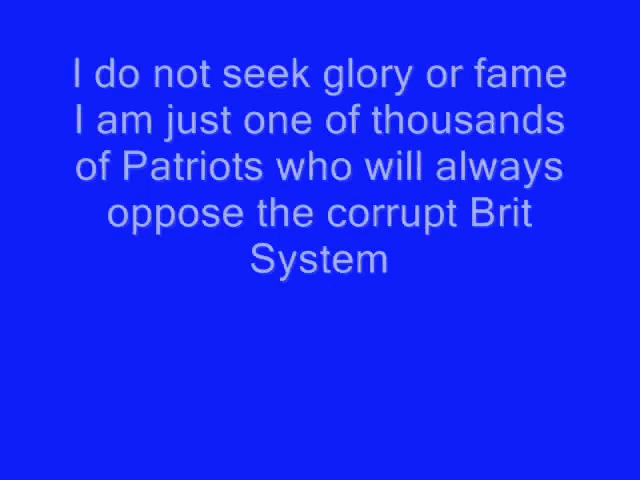 I do not seek glory or fame
I am just one of thousands
of Patriots who will always
oppose the corrupt Brit
System